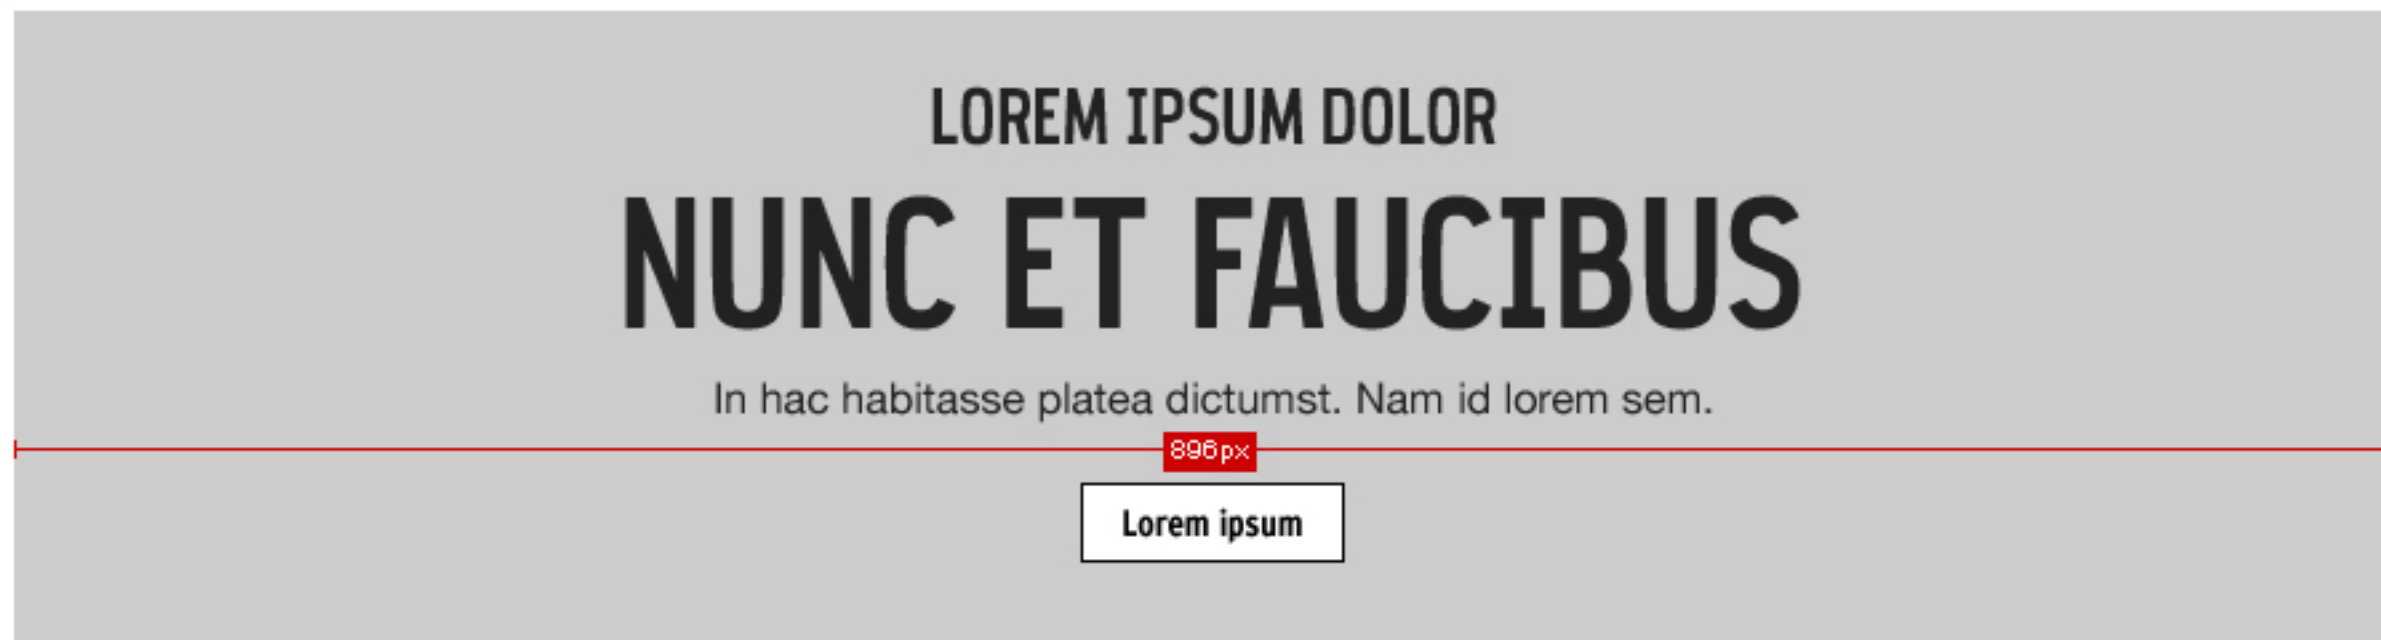 LOREM IPSUM DOLOR
NUNC ET FAUCIBUS
In hac habitasse platea dictumst. Nam id lorem sem.
896px
Lorem ipsum